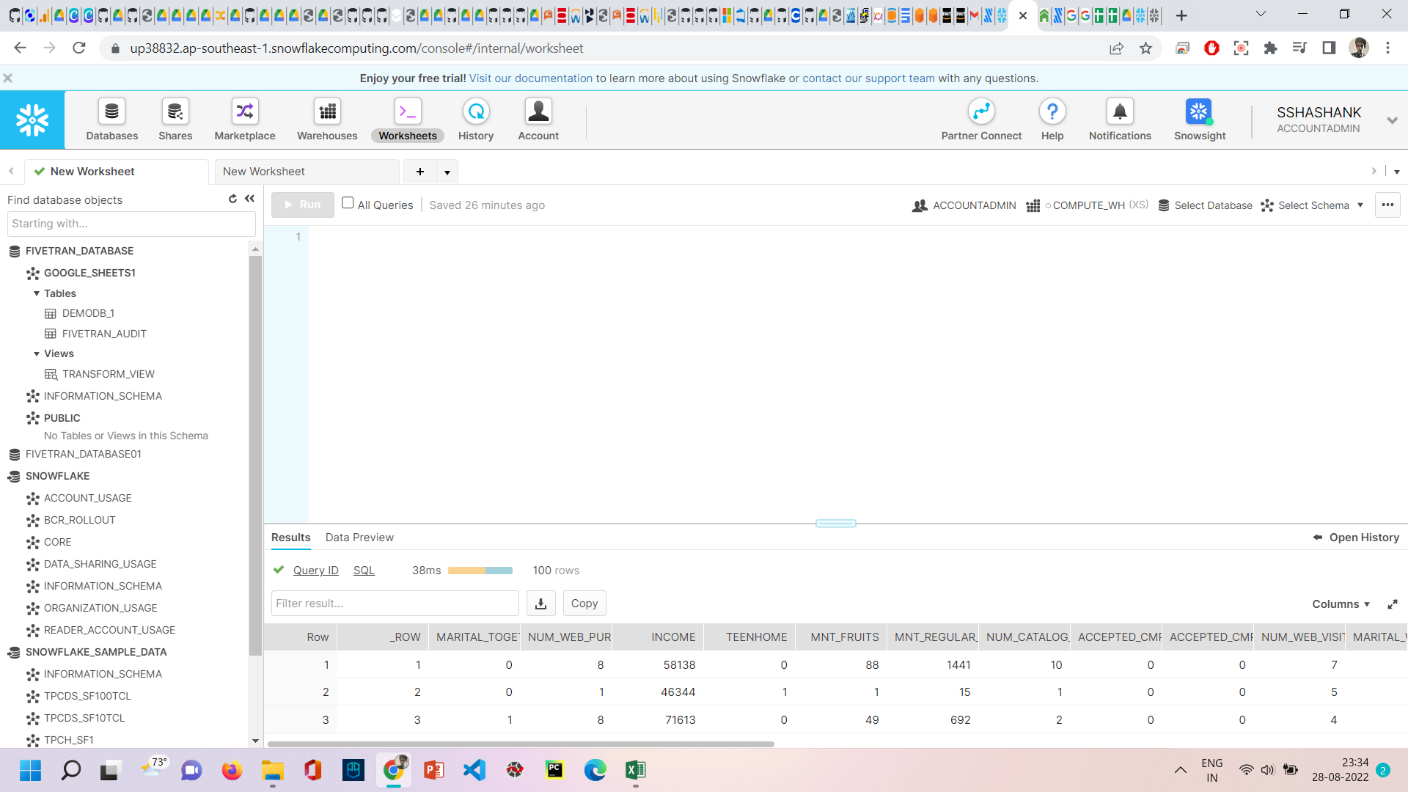 up38832.ap-southeast-1.snowflakecomputing.com/console#/internal/worksheet
Enjoy your free trial! Visit our documentation to learn more about using Snowflake or contact our support team with any questions.
Databases Shares Marketplace Warehouses Worksheets History Account Partner Connect Help Notifications Snowsight SSHASHANK
ACCOUNTADMIN
New Worksheet New Worksheet
Find database objects
Run All Queries Saved 26 minutes ago ACCOUNTADMIN COMPUTE_WH (XS) Select Database Select Schema
Starting with...
1
FIVETRAN_DATABASE
GOOGLE_SHEETS1
Tables
DEMODB_1
FIVETRAN_AUDIT
Views
TRANSFORM_VIEW
INFORMATION_SCHEMA
PUBLIC
No Tables or Views in this Schema
FIVETRAN_DATABASE01
SNOWFLAKE
ACCOUNT_USAGE
BCR_ROLLOUT
CORE
DATA_SHARING_USAGE
INFORMATION_SCHEMA
ORGANIZATION_USAGE
READER_ACCOUNT_USAGE
SNOWFLAKE_SAMPLE_DATA
INFORMATION_SCHEMA
TPCDS_SF100TCL
TPCDS_SF10TCL
TPCH_SF1
Results Data Preview Open History
Query ID SQL 38ms 100 rows
Filter result... Copy Columns
Row _ROW MARITAL_TOGET NUM_WEB_PUR INCOME TEENHOME MNT_FRUITS MNT_REGULAR_ NUM_CATALOG_ ACCEPTED_CMP ACCEPTED_CMP NUM_WEB_VISIT MARITAL_W
1 1 0 8 58138 0 88 1441 10 0 0 7
2 2 0 1 46344 1 1 15 1 0 0 5
3 3 1 8 71613 0 49 692 2 0 0 4
73°
ENG
IN
23:34
28-08-2022
2